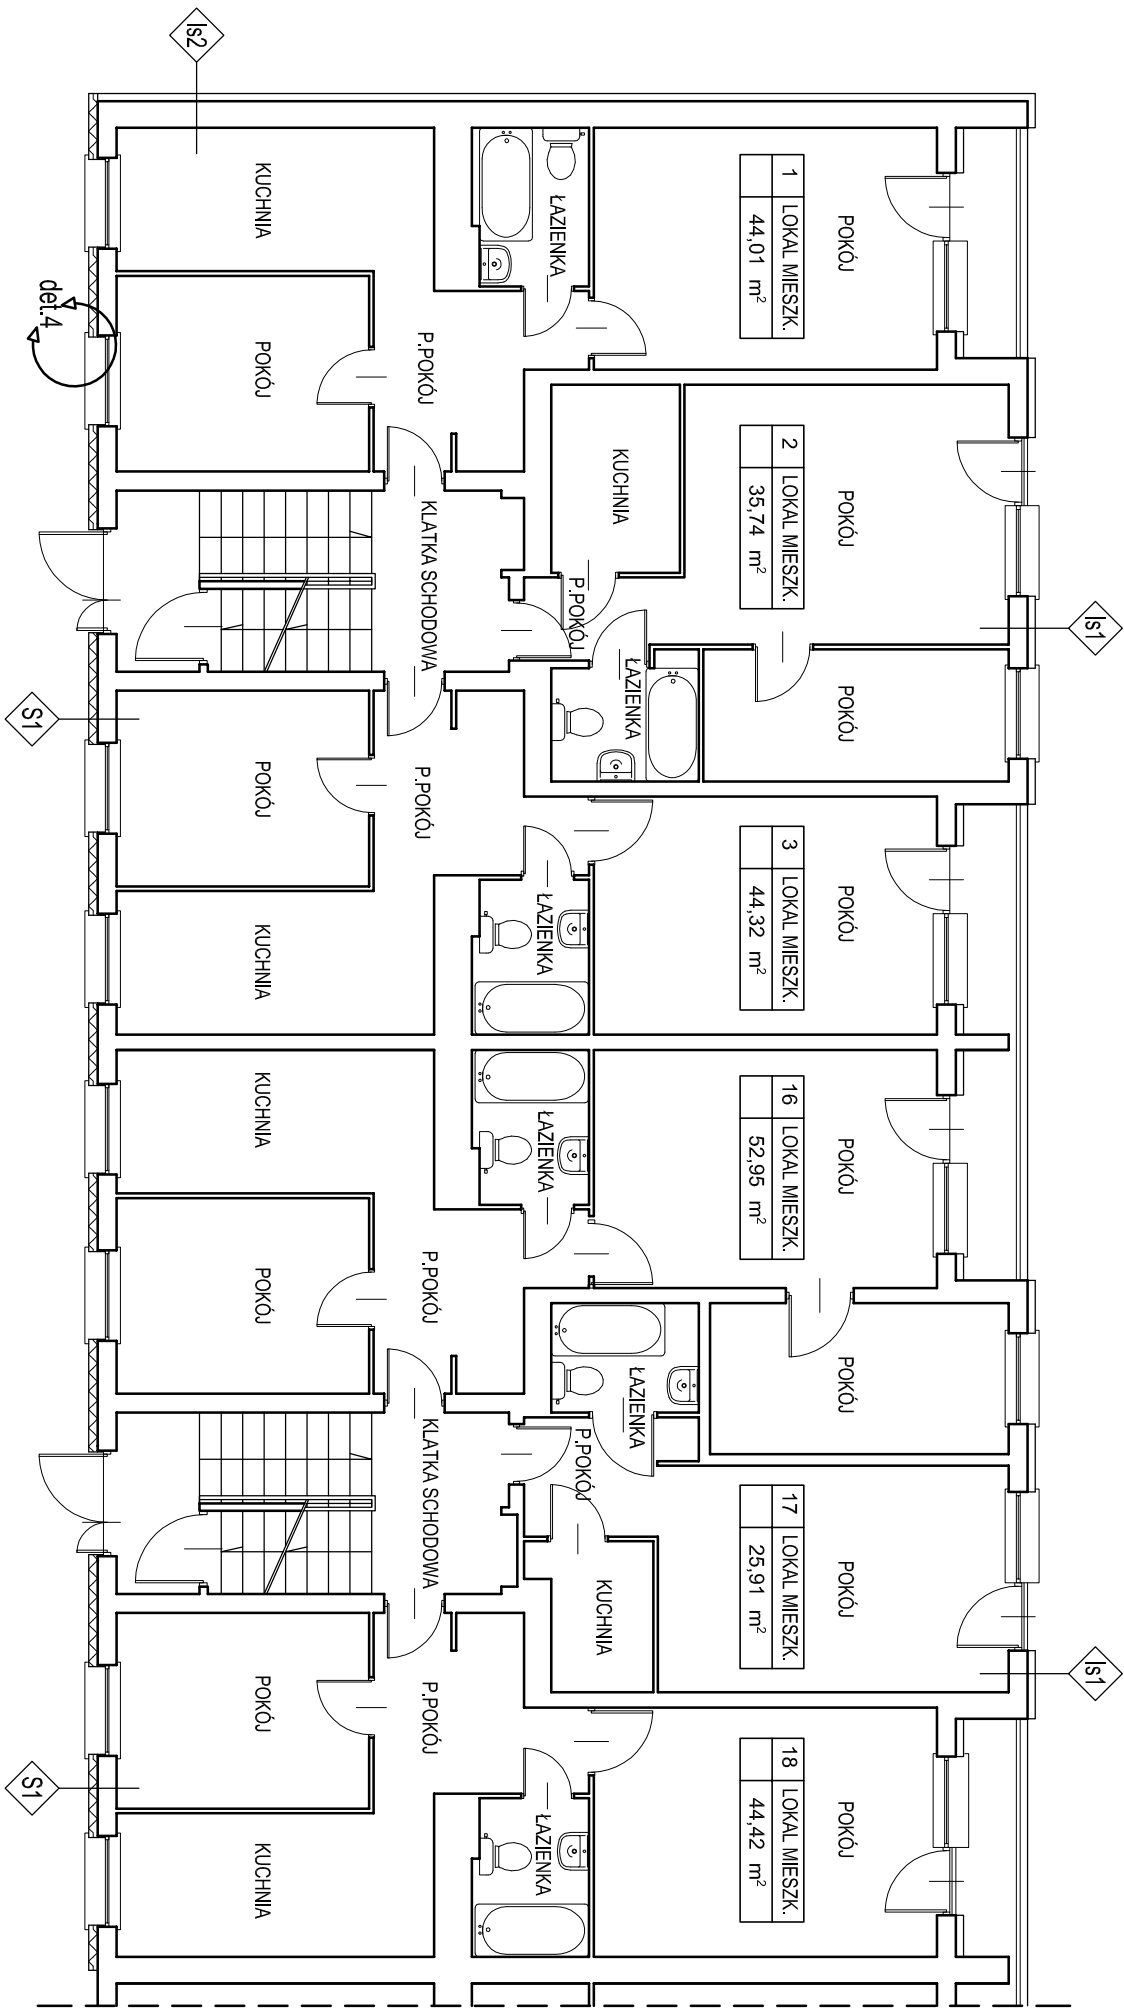 ls2
KUCHNIA
ŁAZIENKA
1 LOKAL MIESZK.
44,01 m²
POKÓJ
det.4
POKÓJ
P.POKÓJ
KUCHNIA
2 LOKAL MIESZK.
35,74 m²
POKÓJ
KLATKA SCHODOWA
P.POKÓJ
ŁAZIENKA
POKÓJ
ls1
S1
POKÓJ
P.POKÓJ
KUCHNIA
ŁAZIENKA
3 LOKAL MIESZK.
44,32 m²
POKÓJ
KUCHNIA
ŁAZIENKA
16 LOKAL MIESZK.
52,95 m²
POKÓJ
POKÓJ
P.POKÓJ
ŁAZIENKA
POKÓJ
KLATKA SCHODOWA
P.POKÓJ
KUCHNIA
17 LOKAL MIESZK.
25,91 m²
POKÓJ
ls1
S1
POKÓJ
P.POKÓJ
KUCHNIA
ŁAZIENKA
18 LOKAL MIESZK.
44,42 m²
POKÓJ